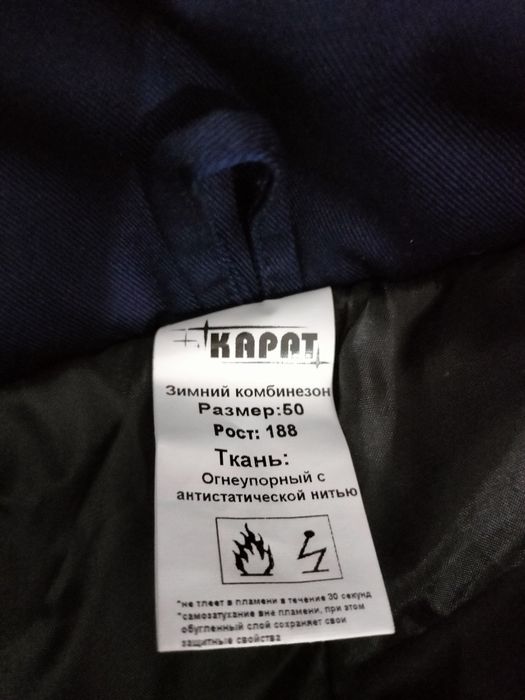 КАРАТ
Зимний комбинезон
Размер:50
Рост: 188
Ткань:
Огнеупорный с
антистатической нитью
*не тлеет в пламени в течение 30 секунд
*самозатухание вне пламени, при этом
обугленный слой сохраняет свои
защитные свойства